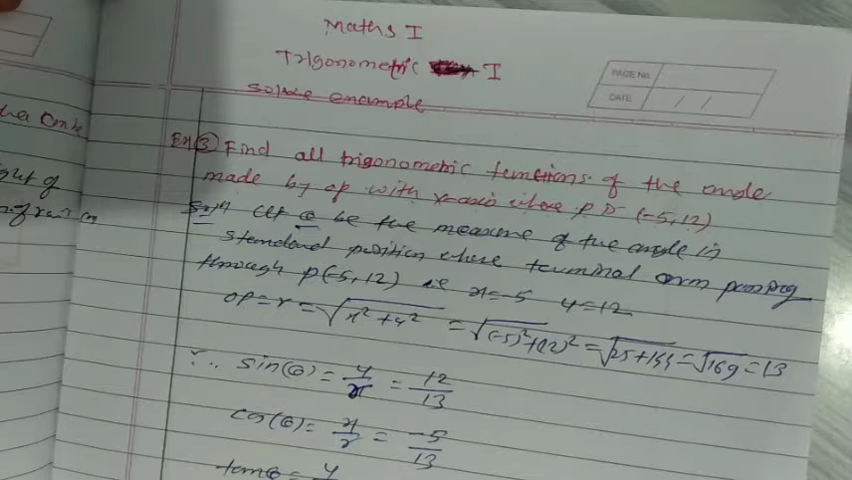 Maths I
Trigonometric I
solve example
PAGE NO.
DATE / /
Ex ③ Find all trigonometric functions of the angle
made by op with x-axis where p is (-5,12)
Soln Let θ be the measure of the angle in
standard position where terminal arm passing
through p(-5,12) ie x=-5 y=12
op=r=√x²+y² =√(-5)²+(12)² =√25+144 =√169 =13
∴ sin(θ) = y/r = 12/13
cos(θ) = x/r = -5/13
tanθ = y